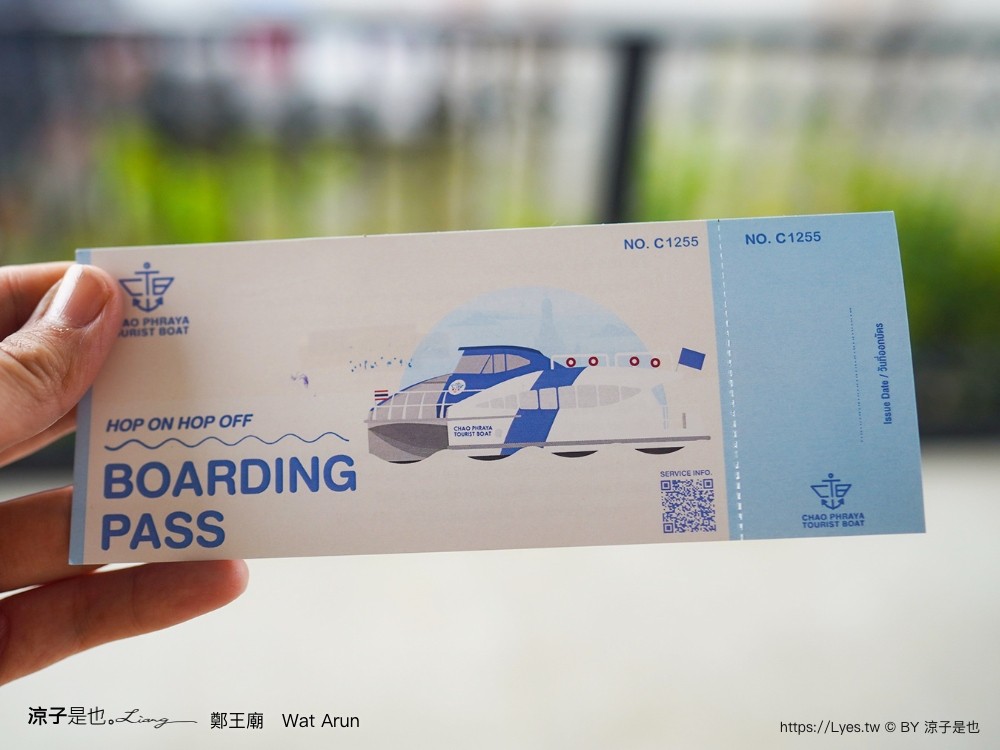 NO. C1255
NO. C1255
CTB
CHAO PHRAYA
TOURIST BOAT
HOP ON HOP OFF
BOARDING
PASS
CHAO PHRAYA
TOURIST BOAT
SERVICE INFO.
Issue Date / วันที่ออกบัตร
CTB
CHAO PHRAYA
TOURIST BOAT
涼子是也。Liang 鄭王廟 Wat Arun
https://Lyes.tw © BY 涼子是也